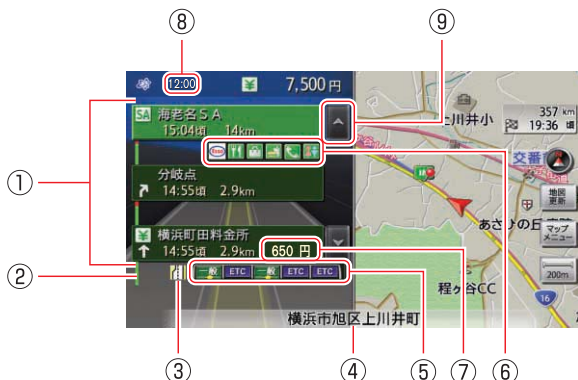 ⑧
⑨
12:00
¥
7,500 円
SA 海老名SA
15:04頃 14km
Esso
分岐点
14:55頃 2.9km
¥ 横浜町田料金所
14:55頃 2.9km
650 円
一般 ETC 一般 ETC ETC
上川井小
357 km
19:36 頃
交番
地図
更新
マップ
メニュー
あさひの丘
程ヶ谷CC
200m
16
横浜市旭区上川井町
①
②
③
④
⑤
⑦
⑥